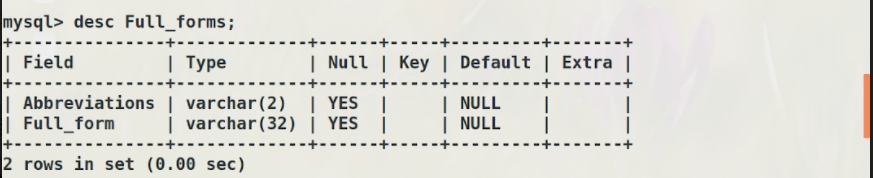 mysql> desc Full_forms;
+---------------+-------------+------+-----+---------+-------+
| Field         | Type        | Null | Key | Default | Extra |
+---------------+-------------+------+-----+---------+-------+
| Abbreviations | varchar(2)  | YES  |     | NULL    |       |
| Full_form     | varchar(32) | YES  |     | NULL    |       |
+---------------+-------------+------+-----+---------+-------+
2 rows in set (0.00 sec)